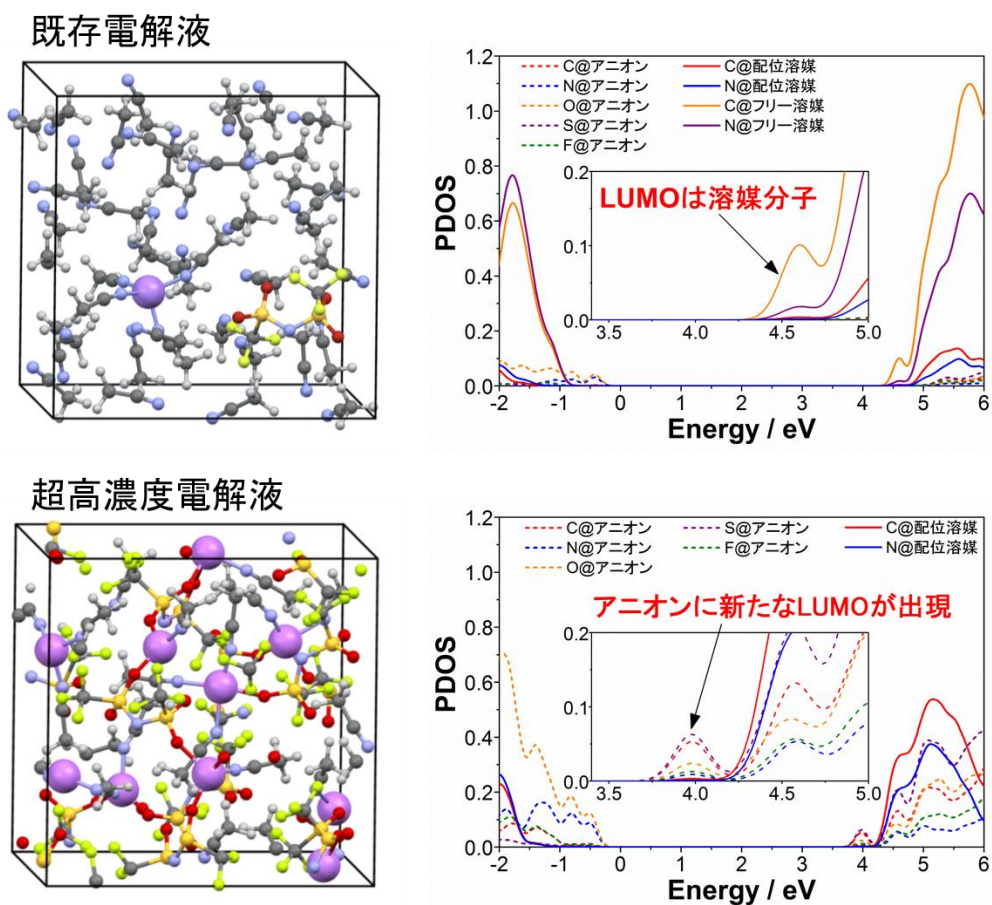 既存電解液
PDOS
1.2
1.0
0.8
0.6
0.4
0.2
0.0
C@アニオン
N@アニオン
O@アニオン
S@アニオン
F@アニオン
C@配位溶媒
N@配位溶媒
C@フリー溶媒
N@フリー溶媒
LUMOは溶媒分子
0.2
0.1
0.0
3.5 4.0 4.5 5.0
-2 -1 0 1 2 3 4 5 6
Energy / eV
超高濃度電解液
PDOS
1.2
1.0
0.8
0.6
0.4
0.2
0.0
C@アニオン
N@アニオン
O@アニオン
S@アニオン
F@アニオン
C@配位溶媒
N@配位溶媒
アニオンに新たなLUMOが出現
0.2
0.1
0.0
3.5 4.0 4.5 5.0
-2 -1 0 1 2 3 4 5 6
Energy / eV